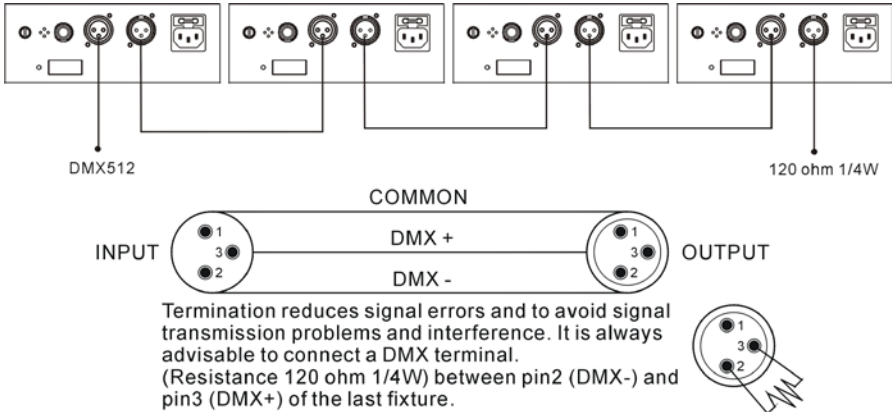 DMX512
120 ohm 1/4W
COMMON
INPUT
1
3
2
DMX +
DMX -
1
3
2
OUTPUT
Termination reduces signal errors and to avoid signal
transmission problems and interference. It is always
advisable to connect a DMX terminal.
(Resistance 120 ohm 1/4W) between pin2 (DMX-) and
pin3 (DMX+) of the last fixture.
1
3
2